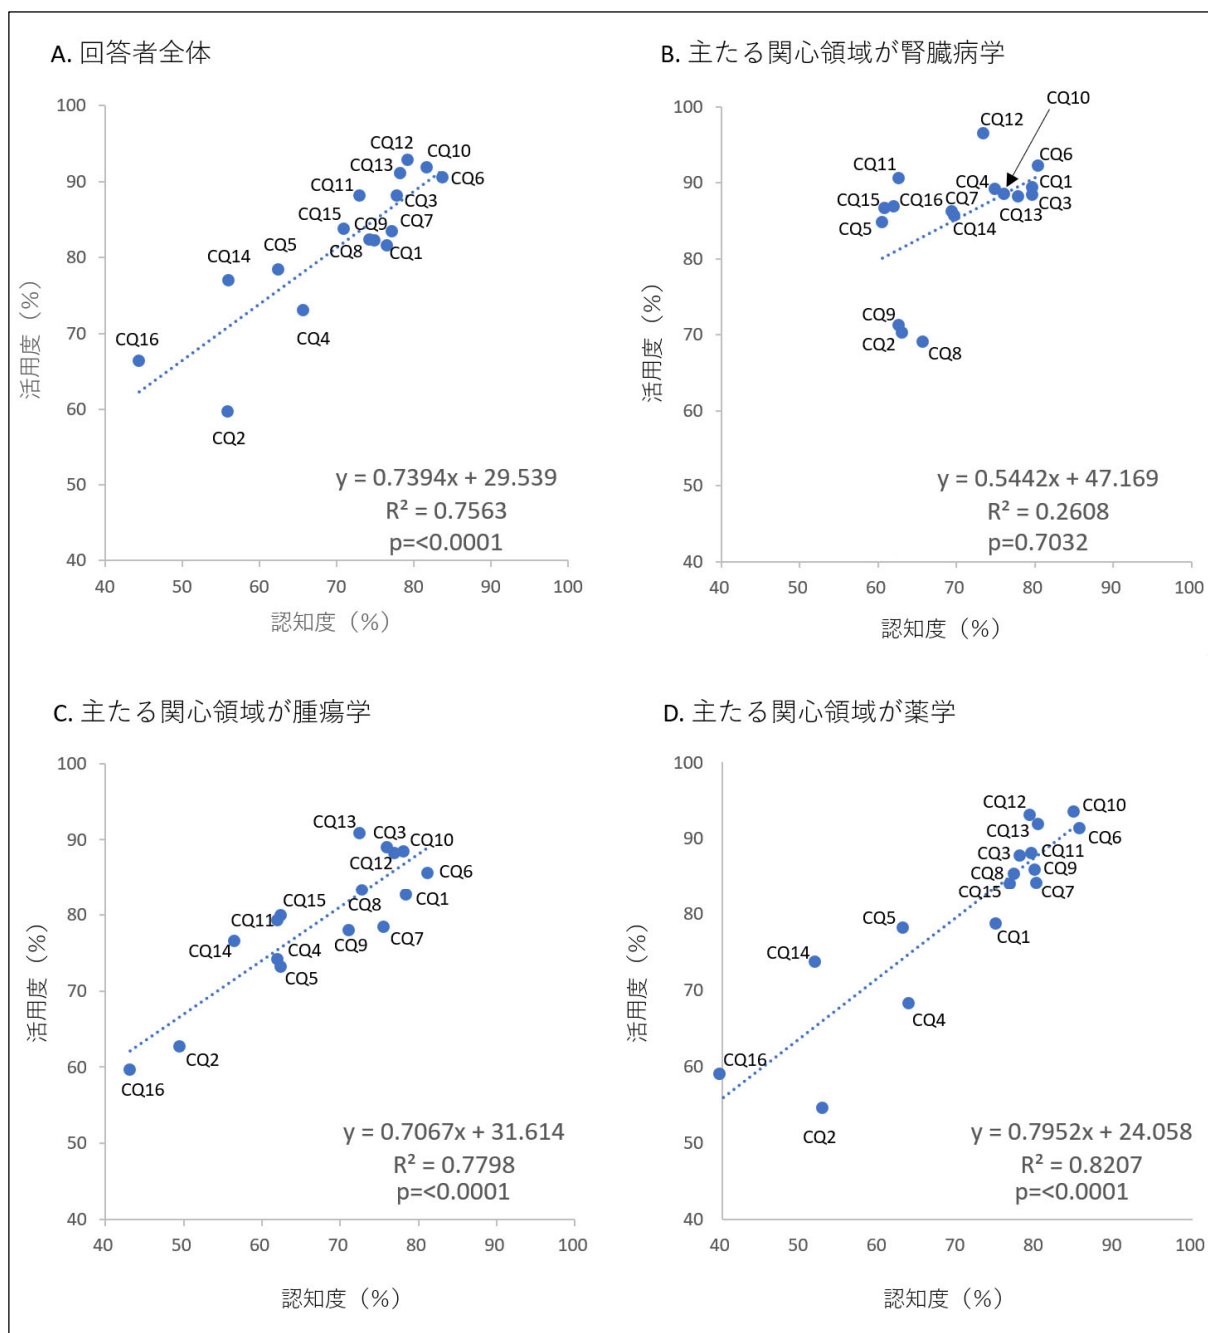 A. 回答者全体
100
90
80
70
60
50
40
活用度（%）
CQ12
CQ10
CQ13
CQ6
CQ11
CQ3
CQ15
CQ9
CQ7
CQ8
CQ1
CQ5
CQ14
CQ4
CQ16
CQ2
y = 0.7394x + 29.539
R² = 0.7563
p=<0.0001
40 50 60 70 80 90 100
認知度（%）
B. 主たる関心領域が腎臓病学
100
90
80
70
60
50
40
活用度（%）
CQ10
CQ12
CQ6
CQ11
CQ4
CQ1
CQ15
CQ16
CQ7
CQ3
CQ13
CQ5
CQ14
CQ9
CQ2
CQ8
y = 0.5442x + 47.169
R² = 0.2608
p=0.7032
40 50 60 70 80 90 100
認知度（%）
C. 主たる関心領域が腫瘍学
100
90
80
70
60
50
40
活用度（%）
CQ13
CQ3
CQ10
CQ12
CQ6
CQ15
CQ8
CQ1
CQ11
CQ14
CQ4
CQ9
CQ7
CQ5
CQ2
CQ16
y = 0.7067x + 31.614
R² = 0.7798
p=<0.0001
40 50 60 70 80 90 100
認知度（%）
D. 主たる関心領域が薬学
100
90
80
70
60
50
40
活用度（%）
CQ12
CQ10
CQ13
CQ6
CQ3
CQ11
CQ8
CQ9
CQ15
CQ7
CQ5
CQ1
CQ14
CQ4
CQ16
CQ2
y = 0.7952x + 24.058
R² = 0.8207
p=<0.0001
40 50 60 70 80 90 100
認知度（%）